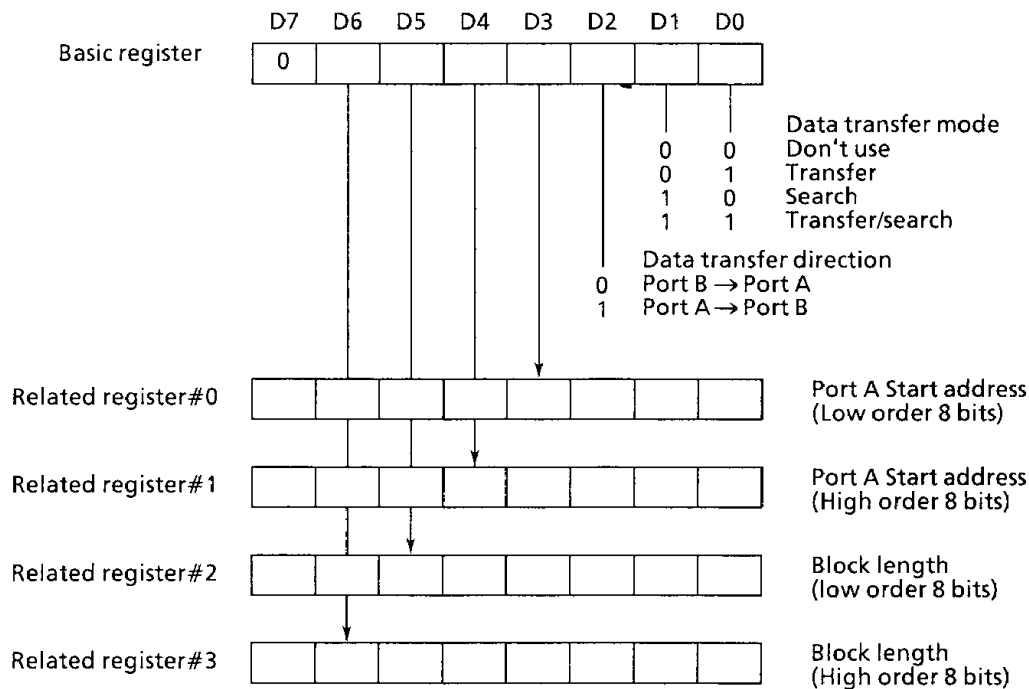 D7 D6 D5 D4 D3 D2 D1 D0
Basic register
0
Data transfer mode
0 0 Don't use
0 1 Transfer
1 0 Search
1 1 Transfer/search
Data transfer direction
0 Port B → Port A
1 Port A → Port B
Related register#0
Port A Start address
(Low order 8 bits)
Related register#1
Port A Start address
(High order 8 bits)
Related register#2
Block length
(low order 8 bits)
Related register#3
Block length
(High order 8 bits)